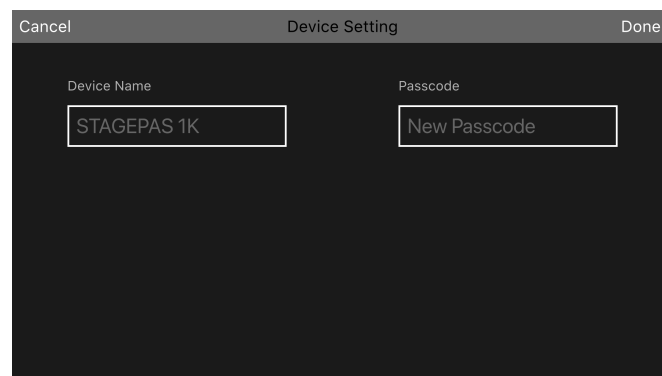 Cancel Device Setting Done
Device Name Passcode
STAGEPAS 1K New Passcode